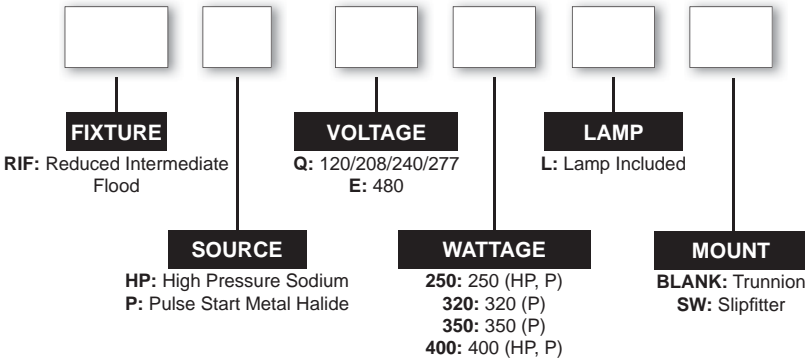 FIXTURE
RIF: Reduced Intermediate
Flood
VOLTAGE
Q: 120/208/240/277
E: 480
LAMP
L: Lamp Included
SOURCE
HP: High Pressure Sodium
P: Pulse Start Metal Halide
WATTAGE
250: 250 (HP, P)
320: 320 (P)
350: 350 (P)
400: 400 (HP, P)
MOUNT
BLANK: Trunnion
SW: Slipfitter